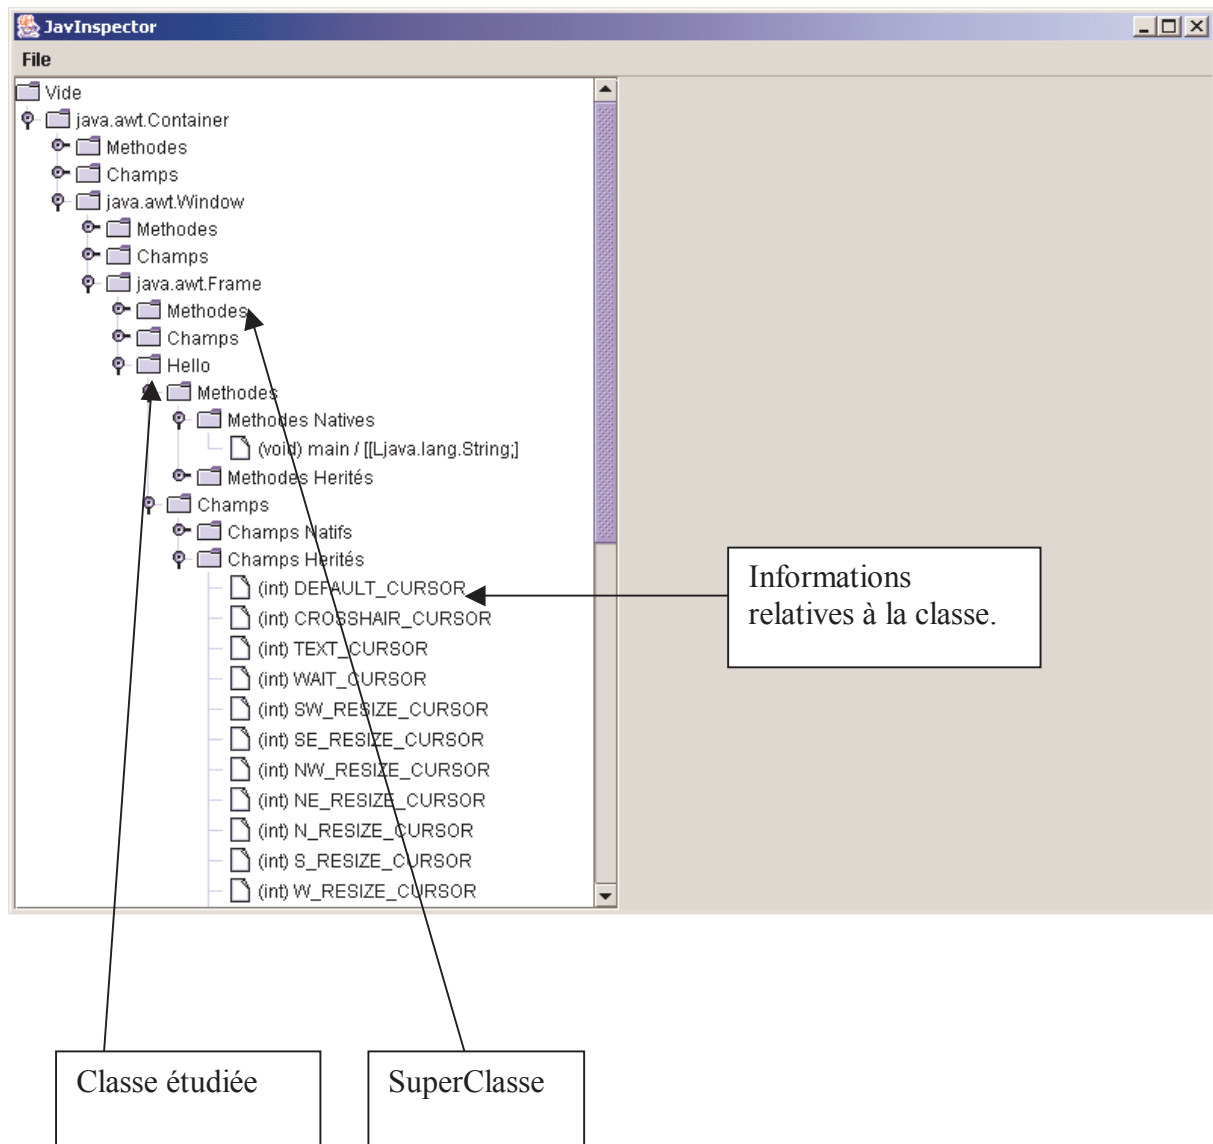 JavInspector
File
Vide
java.awt.Container
Methodes
Champs
java.awt.Window
Methodes
Champs
java.awt.Frame
Methodes
Champs
Hello
Methodes
Methodes Natives
(void) main / [[Ljava.lang.String;]
Methodes Herités
Champs
Champs Natifs
Champs Herités
(int) DEFAULT_CURSOR
(int) CROSSHAIR_CURSOR
(int) TEXT_CURSOR
(int) WAIT_CURSOR
(int) SW_RESIZE_CURSOR
(int) SE_RESIZE_CURSOR
(int) NW_RESIZE_CURSOR
(int) NE_RESIZE_CURSOR
(int) N_RESIZE_CURSOR
(int) S_RESIZE_CURSOR
(int) W_RESIZE_CURSOR
Informations
relatives à la classe.
Classe étudiée
SuperClasse